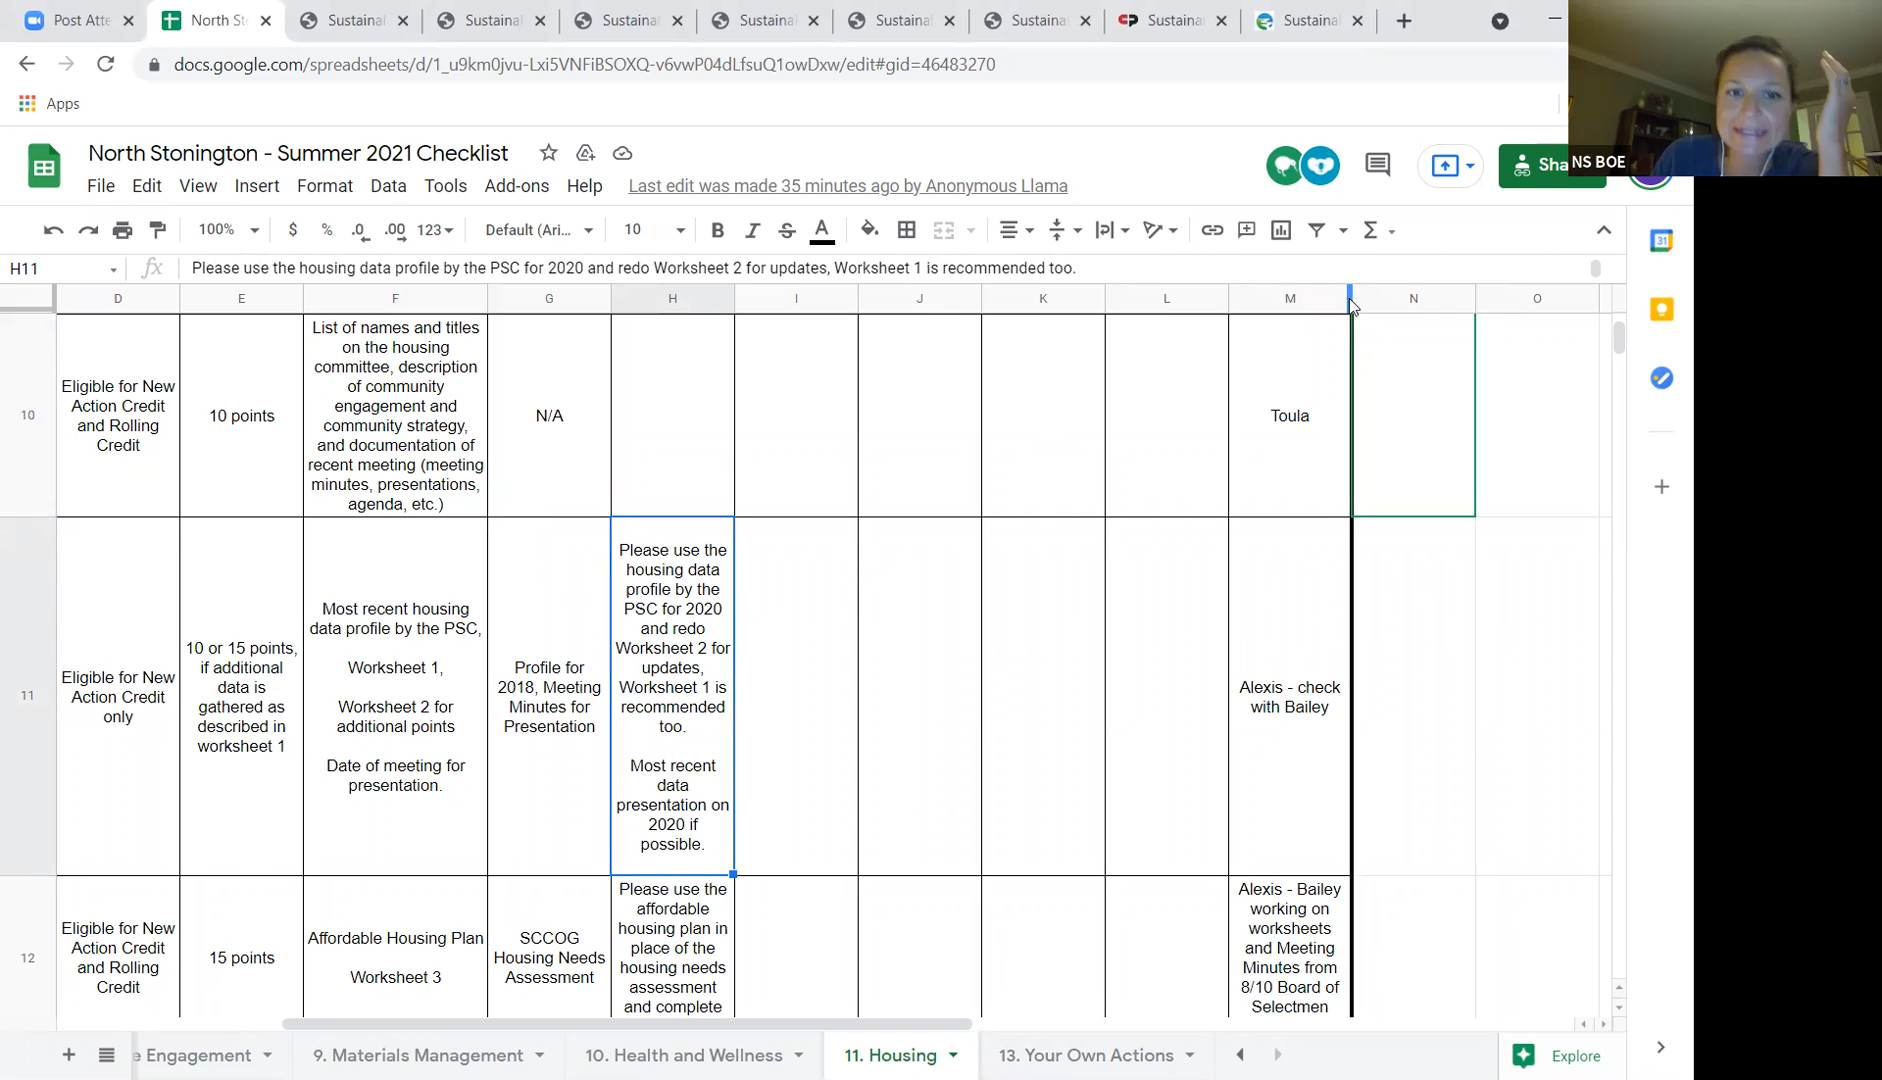 Post Atte
North Sto
Sustainal
Sustainal
Sustainal
Sustainal
Sustainal
Sustainal
Sustainal
Sustainal
docs.google.com/spreadsheets/d/1_u9km0jvu-Lxi5VNFiBSOXQ-v6vwP04dLfsuQ1owDxw/edit#gid=46483270
Apps
North Stonington - Summer 2021 Checklist
File Edit View Insert Format Data Tools Add-ons Help Last edit was made 35 minutes ago by Anonymous Llama
Sha
NS BOE
100% $ % .0 .00 123 Default (Ari... 10 B I S A
31
H11 fx Please use the housing data profile by the PSC for 2020 and redo Worksheet 2 for updates, Worksheet 1 is recommended too.
D E F G H I J K L M N O
10
Eligible for New
Action Credit
and Rolling
Credit
10 points
List of names and titles
on the housing
committee, description
of community
engagement and
community strategy,
and documentation of
recent meeting (meeting
minutes, presentations,
agenda, etc.)
N/A
Toula
11
Eligible for New
Action Credit
only
10 or 15 points,
if additional
data is
gathered as
described in
worksheet 1
Most recent housing
data profile by the PSC,
Worksheet 1,
Worksheet 2 for
additional points
Date of meeting for
presentation.
Profile for
2018, Meeting
Minutes for
Presentation
Please use the
housing data
profile by the
PSC for 2020
and redo
Worksheet 2 for
updates,
Worksheet 1 is
recommended
too.
Most recent
data
presentation on
2020 if
possible.
Alexis - check
with Bailey
12
Eligible for New
Action Credit
and Rolling
Credit
15 points
Affordable Housing Plan
Worksheet 3
SCCOG
Housing Needs
Assessment
Please use the
affordable
housing plan in
place of the
housing needs
assessment
and complete
Alexis - Bailey
working on
worksheets
and Meeting
Minutes from
8/10 Board of
Selectmen
e Engagement
9. Materials Management
10. Health and Wellness
11. Housing
13. Your Own Actions
Explore